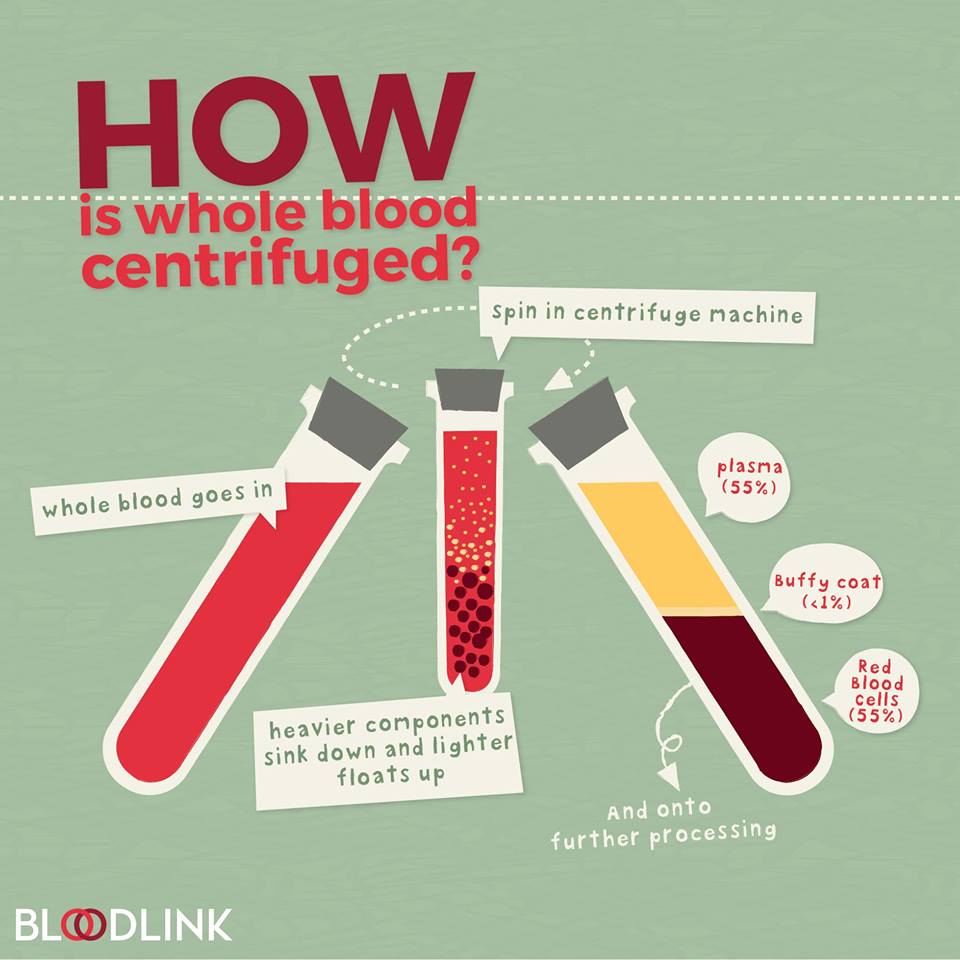 HOW
is whole blood
centrifuged?
spin in centrifuge machine
whole blood goes in
plasma
(55%)
Buffy coat
(<1%)
Red
Blood
cells
(55%)
heavier components
sink down and lighter
floats up
And onto
further processing
BLOODLINK